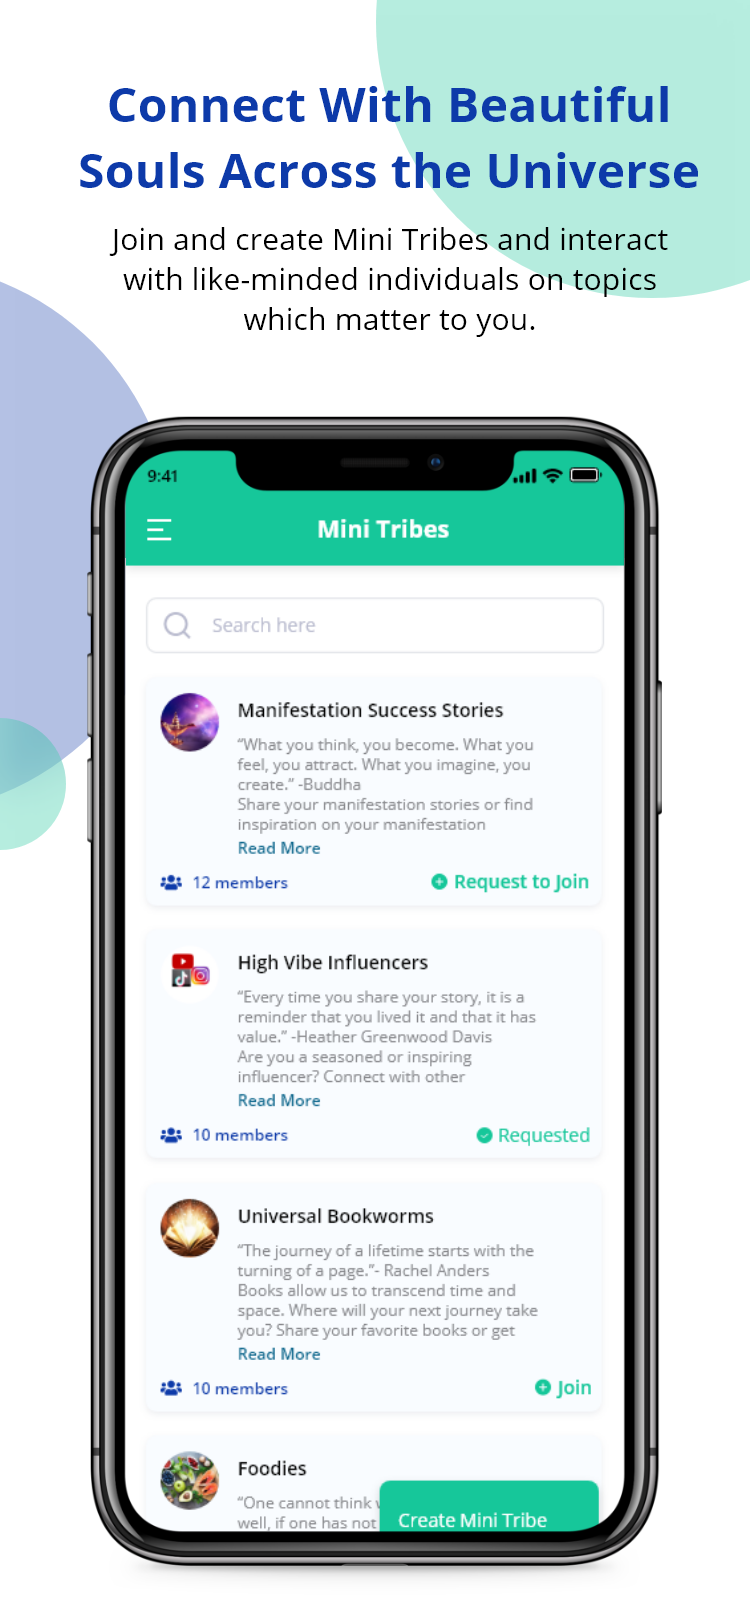 Connect With Beautiful
Souls Across the Universe
Join and create Mini Tribes and interact
with like-minded individuals on topics
which matter to you.
9:41
Mini Tribes
Search here
Manifestation Success Stories
“What you think, you become. What you
feel, you attract. What you imagine, you
create.” -Buddha
Share your manifestation stories or find
inspiration on your manifestation
Read More
12 members
Request to Join
High Vibe Influencers
“Every time you share your story, it is a
reminder that you lived it and that it has
value.” -Heather Greenwood Davis
Are you a seasoned or inspiring
influencer? Connect with other
Read More
10 members
Requested
Universal Bookworms
“The journey of a lifetime starts with the
turning of a page.”- Rachel Anders
Books allow us to transcend time and
space. Where will your next journey take
you? Share your favorite books or get
Read More
10 members
Join
Foodies
“One cannot think
well, if one has not
Create Mini Tribe